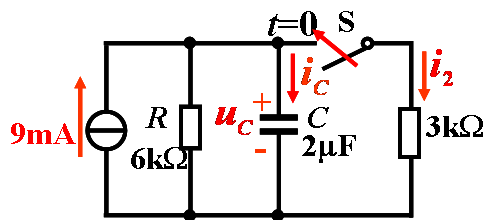 t=0 S
i_C i_2
9mA R 6kΩ + u_C - C 2μF 3kΩ